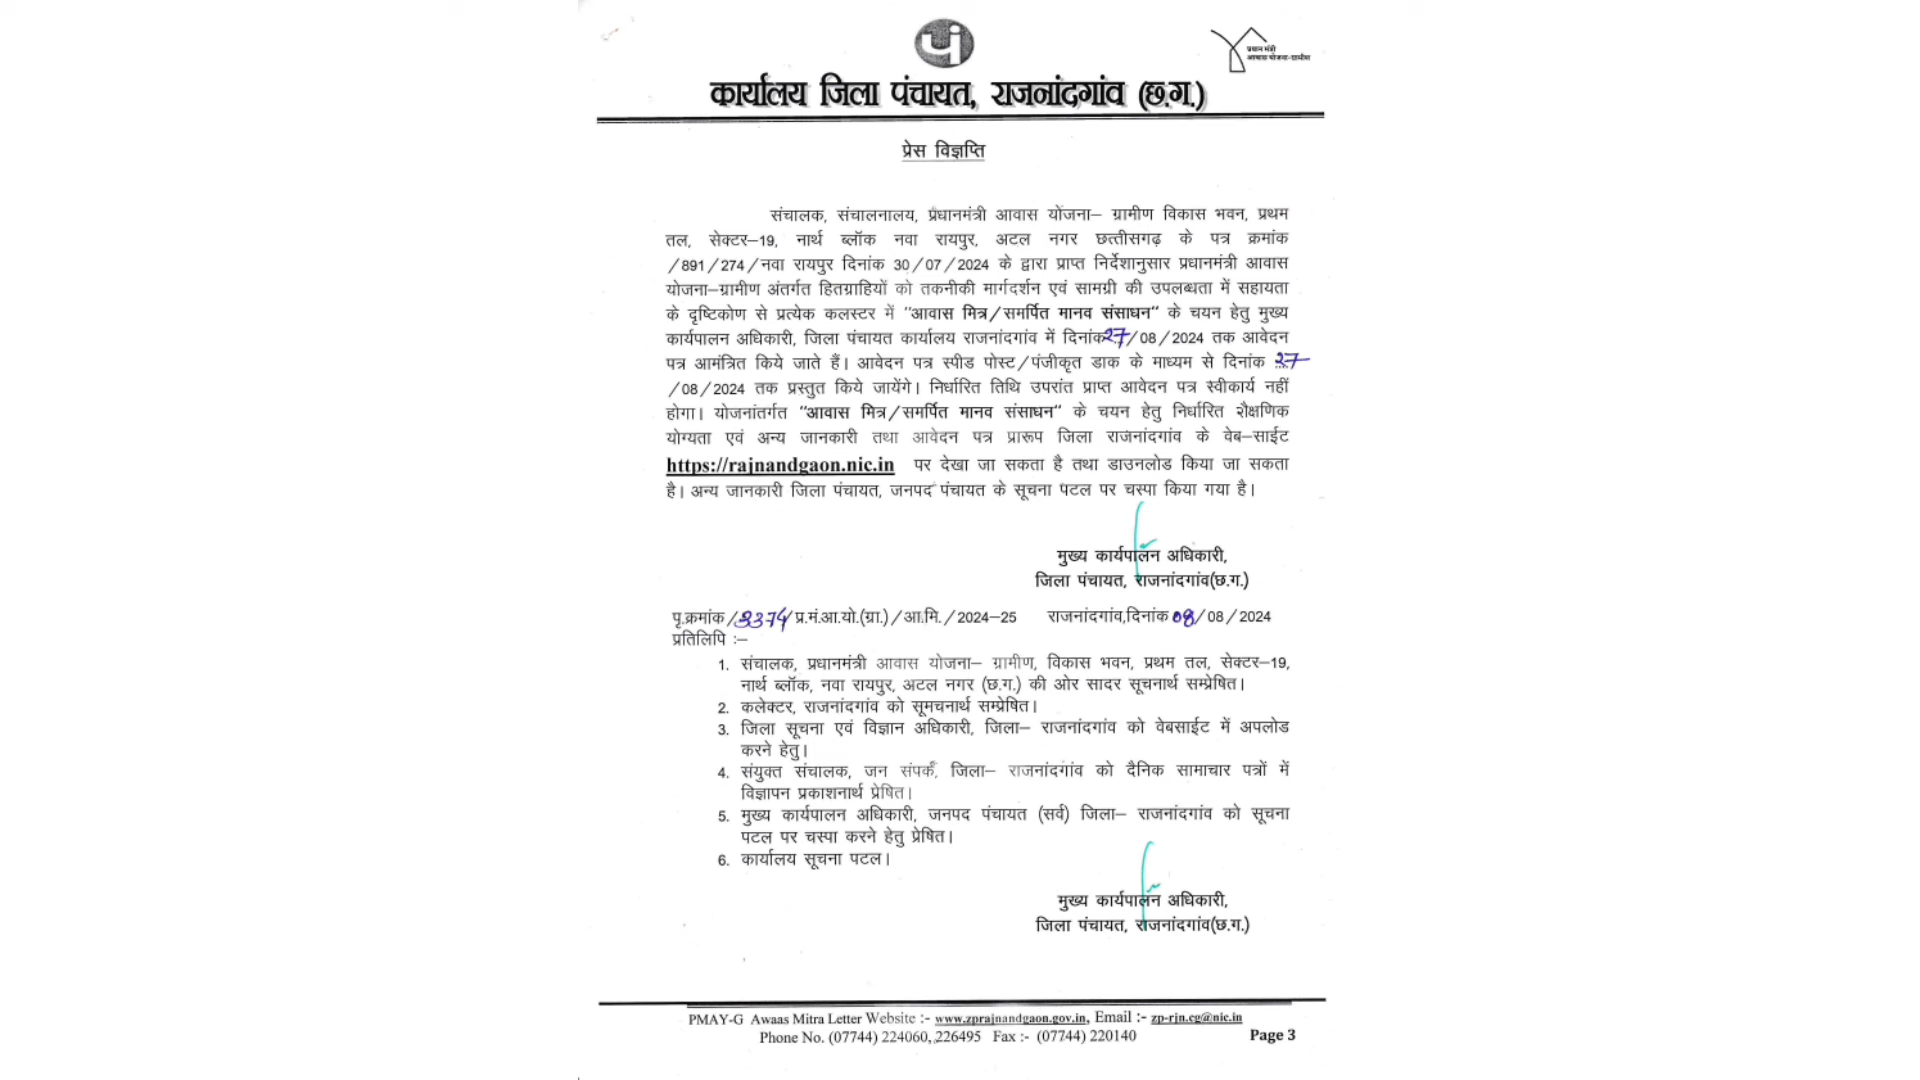 पं
प्रधान मंत्री
आवास योजना-ग्रामीण
कार्यालय जिला पंचायत, राजनांदगांव (छ.ग.)
प्रेस विज्ञप्ति
संचालक, संचालनालय, प्रधानमंत्री आवास योजना– ग्रामीण विकास भवन, प्रथम
तल, सेक्टर–19, नार्थ ब्लॉक नवा रायपुर, अटल नगर छत्तीसगढ़ के पत्र क्रमांक
/891/274/नवा रायपुर दिनांक 30/07/2024 के द्वारा प्राप्त निर्देशानुसार प्रधानमंत्री आवास
योजना–ग्रामीण अंतर्गत हितग्राहियों को तकनीकी मार्गदर्शन एवं सामग्री की उपलब्धता में सहायता
के दृष्टिकोण से प्रत्येक कलस्टर में "आवास मित्र/समर्पित मानव संसाधन" के चयन हेतु मुख्य
कार्यपालन अधिकारी, जिला पंचायत कार्यालय राजनांदगांव में दिनांक 27/08/2024 तक आवेदन
पत्र आमंत्रित किये जाते हैं। आवेदन पत्र स्पीड पोस्ट/पंजीकृत डाक के माध्यम से दिनांक 27
/08/2024 तक प्रस्तुत किये जायेंगे। निर्धारित तिथि उपरांत प्राप्त आवेदन पत्र स्वीकार्य नहीं
होगा। योजनांतर्गत "आवास मित्र/समर्पित मानव संसाधन" के चयन हेतु निर्धारित शैक्षणिक
योग्यता एवं अन्य जानकारी तथा आवेदन पत्र प्रारूप जिला राजनांदगांव के वेब–साईट
https://rajnandgaon.nic.in पर देखा जा सकता है तथा डाउनलोड किया जा सकता
है। अन्य जानकारी जिला पंचायत, जनपद पंचायत के सूचना पटल पर चस्पा किया गया है।
मुख्य कार्यपालन अधिकारी,
जिला पंचायत, राजनांदगांव(छ.ग.)
पृ.क्रमांक/3374/प्र.मं.आ.यो.(ग्रा.)/आ.मि./2024–25 राजनांदगांव,दिनांक 08/08/2024
प्रतिलिपि :–
1. संचालक, प्रधानमंत्री आवास योजना– ग्रामीण, विकास भवन, प्रथम तल, सेक्टर–19,
नार्थ ब्लॉक, नवा रायपुर, अटल नगर (छ.ग.) की ओर सादर सूचनार्थ सम्प्रेषित।
2. कलेक्टर, राजनांदगांव को सूमचनार्थ सम्प्रेषित।
3. जिला सूचना एवं विज्ञान अधिकारी, जिला– राजनांदगांव को वेबसाईट में अपलोड
करने हेतु।
4. संयुक्त संचालक, जन संपर्क, जिला– राजनांदगांव को दैनिक सामाचार पत्रों में
विज्ञापन प्रकाशनार्थ प्रेषित।
5. मुख्य कार्यपालन अधिकारी, जनपद पंचायत (सर्व) जिला– राजनांदगांव को सूचना
पटल पर चस्पा करने हेतु प्रेषित।
6. कार्यालय सूचना पटल।
मुख्य कार्यपालन अधिकारी,
जिला पंचायत, राजनांदगांव(छ.ग.)
PMAY-G Awaas Mitra Letter Website :- www.zprajnandgaon.gov.in, Email :- zp-rjn.cg@nic.in
Phone No. (07744) 224060, 226495 Fax :- (07744) 220140 Page 3